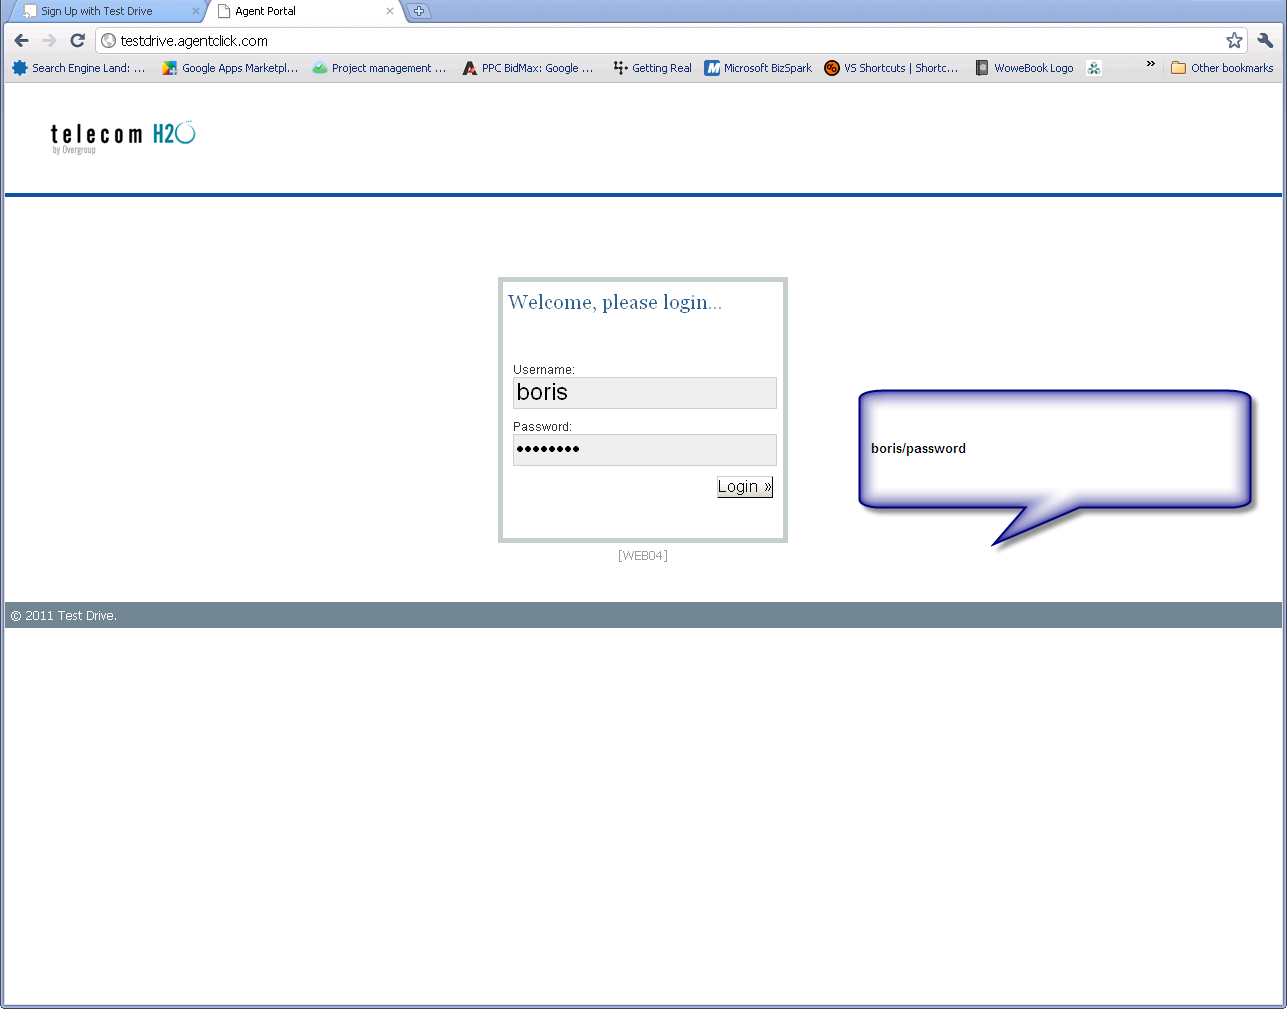 Sign Up with Test Drive
Agent Portal
testdrive.agentclick.com
Search Engine Land: ...
Google Apps Marketpl...
Project management ...
PPC BidMax: Google ...
Getting Real
Microsoft BizSpark
VS Shortcuts | Shortc...
WoweBook Logo
»
Other bookmarks
telecom H2O
by Overgroup
Welcome, please login...
Username:
boris
Password:
••••••••
Login »
boris/password
[WEB04]
© 2011 Test Drive.